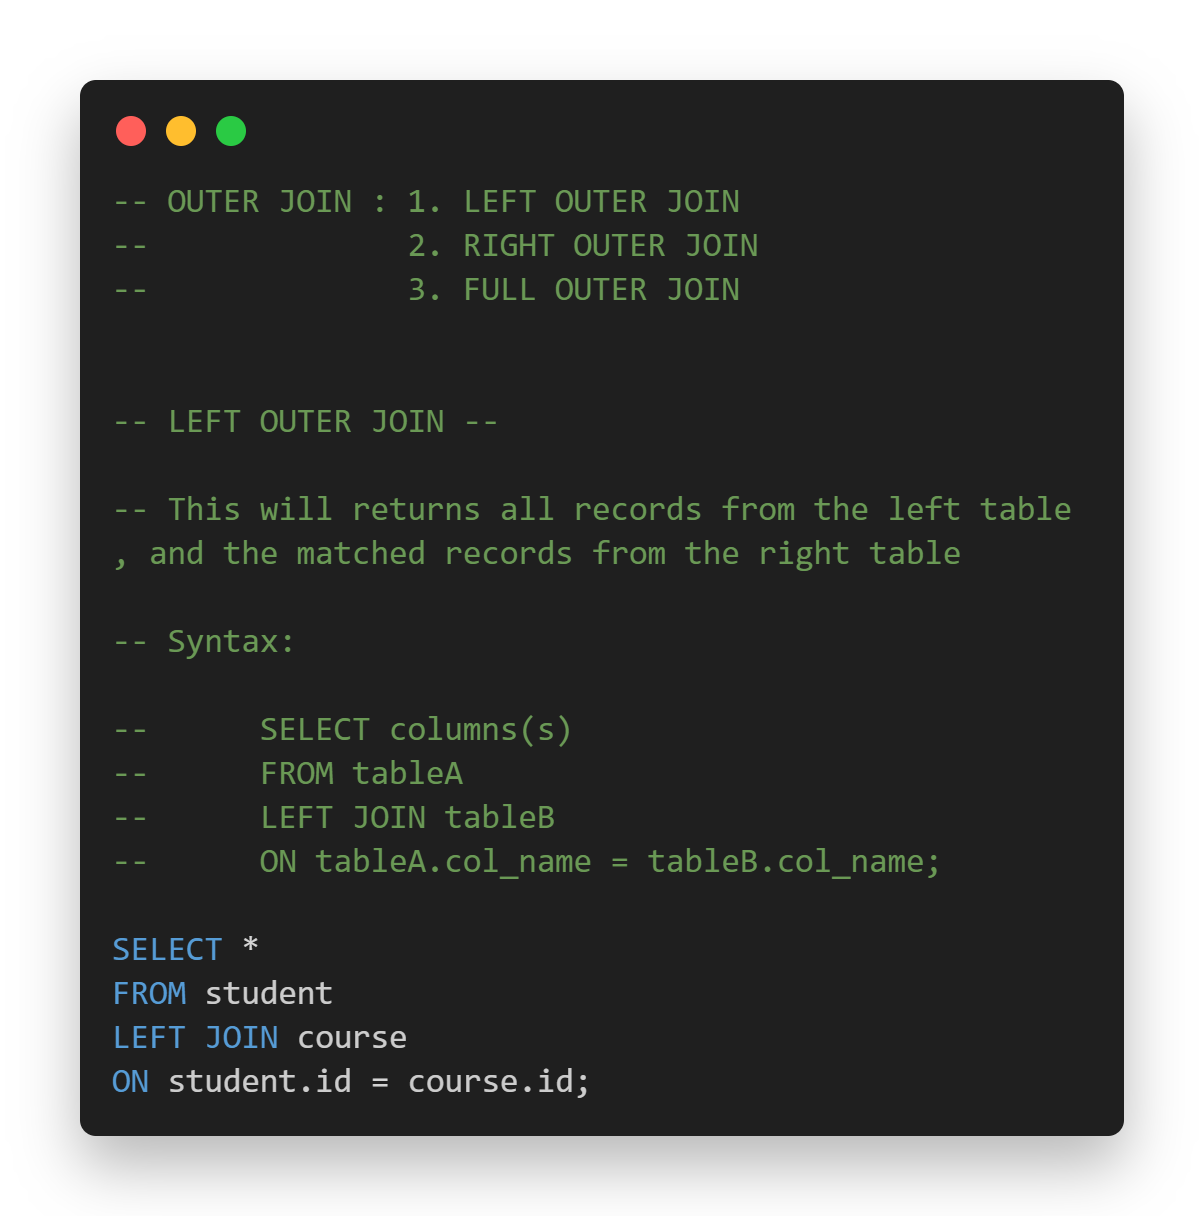 -- OUTER JOIN : 1. LEFT OUTER JOIN
--              2. RIGHT OUTER JOIN
--              3. FULL OUTER JOIN
-- LEFT OUTER JOIN --
-- This will returns all records from the left table
, and the matched records from the right table
-- Syntax:
--      SELECT columns(s)
--      FROM tableA
--      LEFT JOIN tableB
--      ON tableA.col_name = tableB.col_name;
SELECT *
FROM student
LEFT JOIN course
ON student.id = course.id;